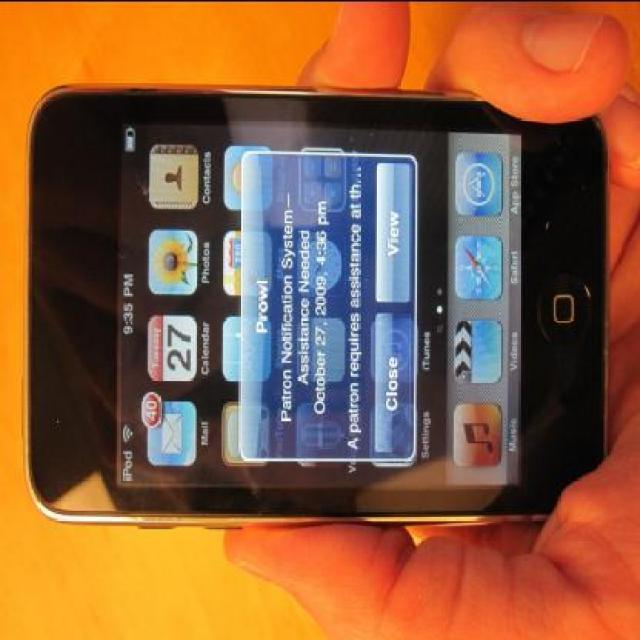 iPod 9:35 PM
40
Tuesday
27
Mail Calendar Photos Contacts
Prowl
Patron Notification System—
Assistance Needed
October 27, 2009, 4:36 pm
A patron requires assistance at th...
Close View
Settings iTunes
Music Videos Safari App Store